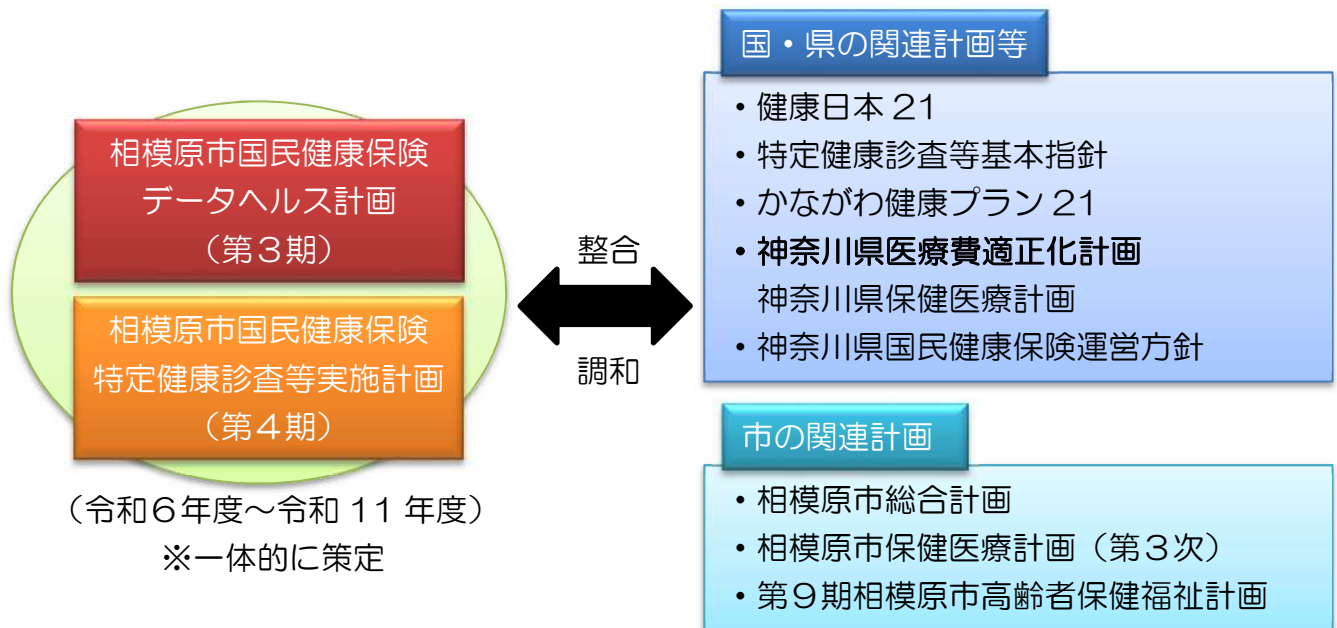 相模原市国民健康保険
データヘルス計画
（第３期）
相模原市国民健康保険
特定健康診査等実施計画
（第４期）
（令和６年度～令和 11 年度）
※一体的に策定
整合
調和
国・県の関連計画等
・健康日本 21
・特定健康診査等基本指針
・かながわ健康プラン 21
・神奈川県医療費適正化計画
神奈川県保健医療計画
・神奈川県国民健康保険運営方針
市の関連計画
・相模原市総合計画
・相模原市保健医療計画（第３次）
・第９期相模原市高齢者保健福祉計画